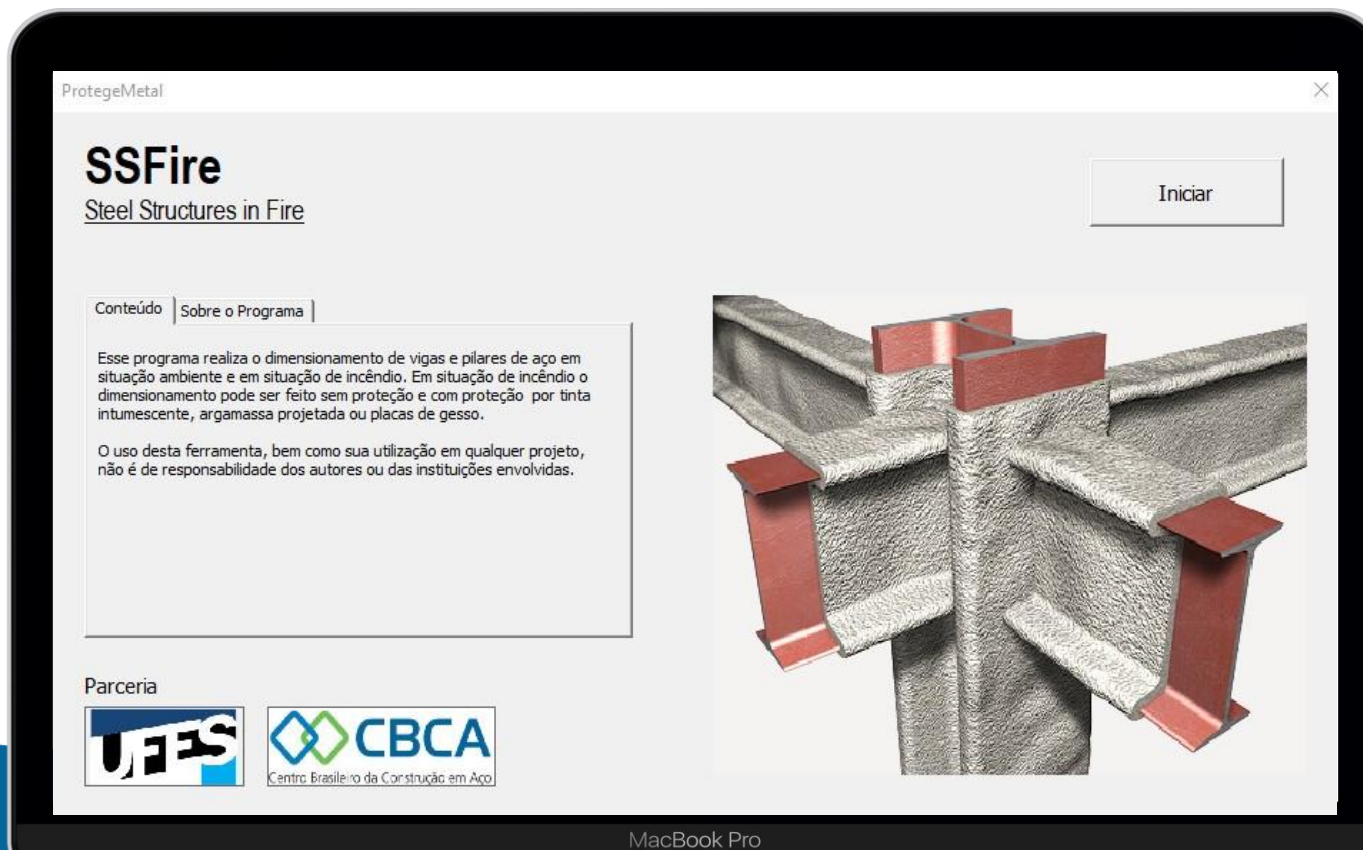 ProtegeMetal
SSFire
Steel Structures in Fire
Iniciar
Conteúdo
Sobre o Programa
Esse programa realiza o dimensionamento de vigas e pilares de aço em
situação ambiente e em situação de incêndio. Em situação de incêndio o
dimensionamento pode ser feito sem proteção e com proteção por tinta
intumescente, argamassa projetada ou placas de gesso.
O uso desta ferramenta, bem como sua utilização em qualquer projeto,
não é de responsabilidade dos autores ou das instituições envolvidas.
Parceria
UFES
CBCA
Centro Brasileiro da Construção em Aço
MacBook Pro